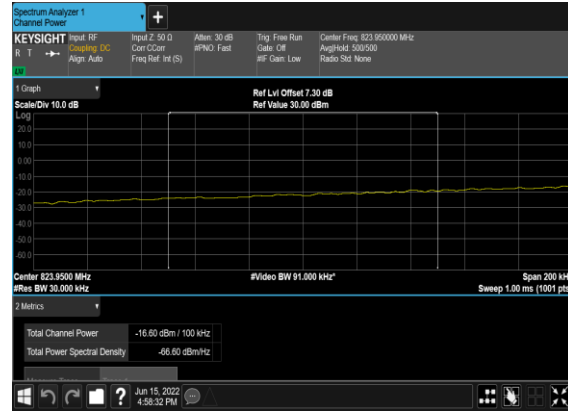 Spectrum Analyzer 1
Channel Power
+
KEYSIGHT Input: RF Input Z: 50 Ω Atten: 30 dB Trig: Free Run Center Freq: 823.950000 MHz
R T Coupling: DC Corr CCorr #PNO: Fast Gate: Off Avg|Hold: 500/500
Align: Auto Freq Ref: Int (S) #IF Gain: Low Radio Std: None
1 Graph
Ref Lvl Offset 7.30 dB
Scale/Div 10.0 dB Ref Value 30.00 dBm
Log
20.0
10.0
0.00
-10.0
-20.0
-30.0
-40.0
-50.0
-60.0
Center 823.9500 MHz #Video BW 91.000 kHz* Span 200 kH
#Res BW 30.000 kHz Sweep 1.00 ms (1001 pts
2 Metrics
Total Channel Power -16.60 dBm / 100 kHz
Total Power Spectral Density -66.60 dBm/Hz
Jun 15, 2022
4:58:32 PM